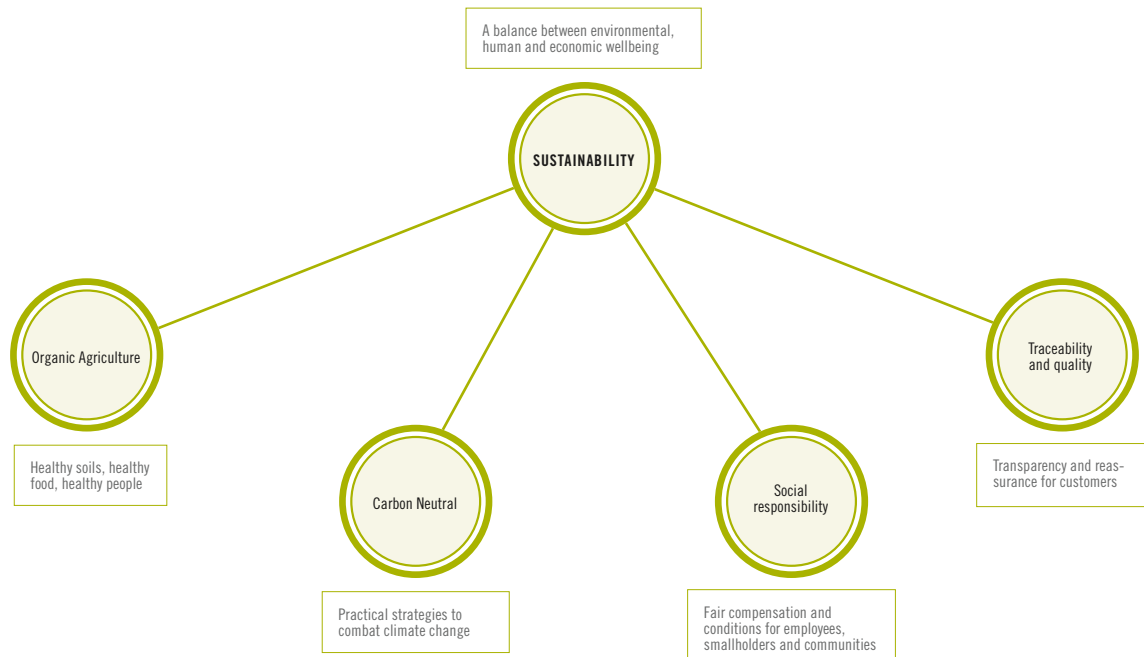 A balance between environmental,
human and economic wellbeing
SUSTAINABILITY
Organic Agriculture
Healthy soils, healthy
food, healthy people
Carbon Neutral
Practical strategies to
combat climate change
Social
responsibility
Fair compensation and
conditions for employees,
smallholders and communities
Traceability
and quality
Transparency and reas-
surance for customers